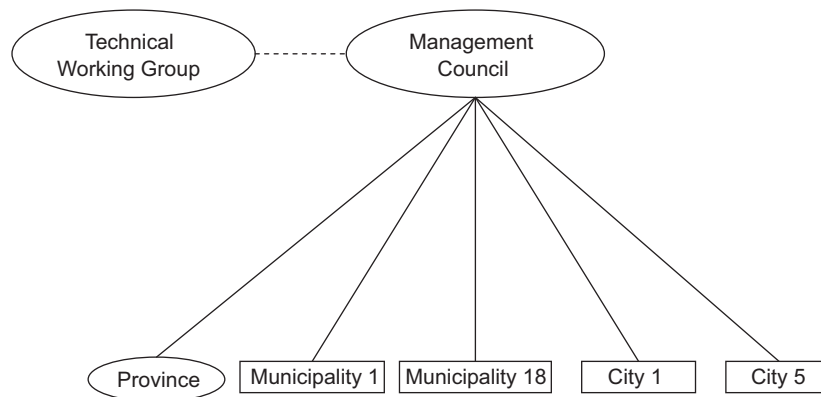 Technical
Working Group
Management
Council
Province
Municipality 1
Municipality 18
City 1
City 5